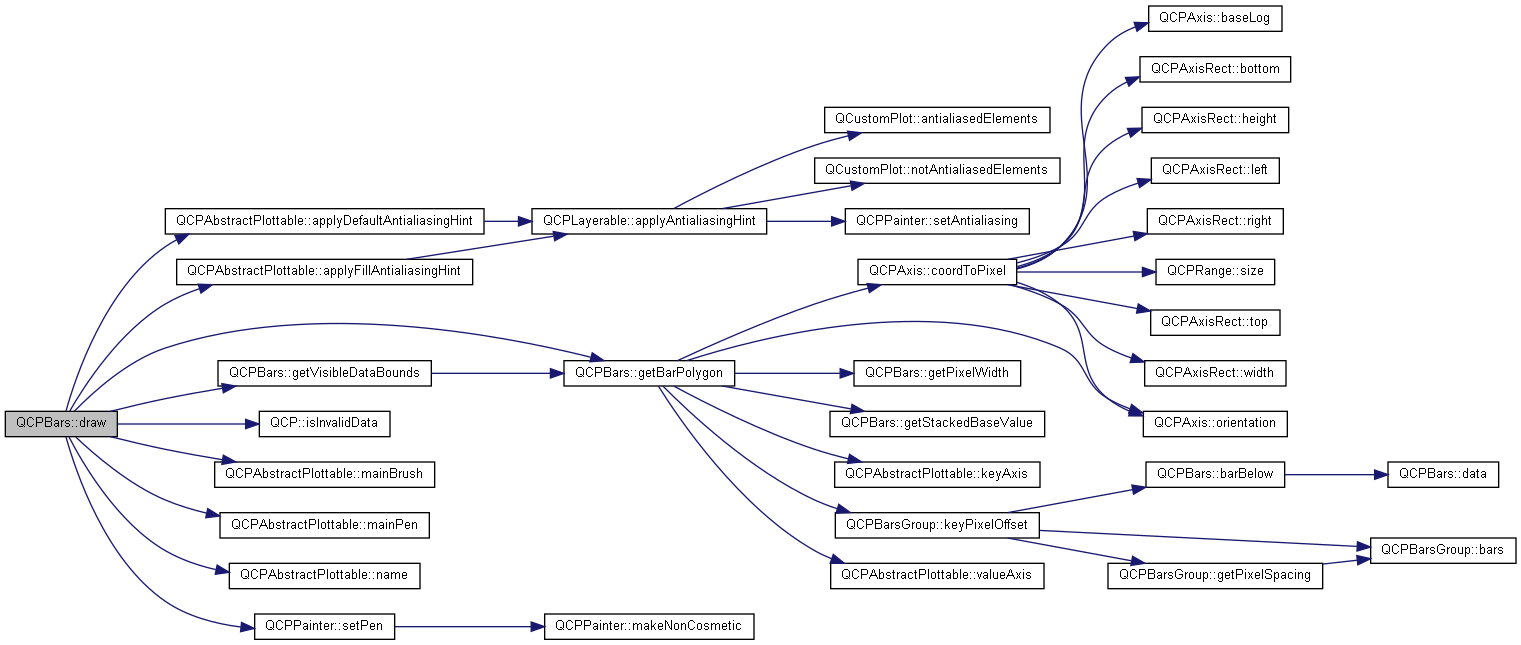 QCPAxis::baseLog
QCPAxisRect::bottom
QCustomPlot::antialiasedElements
QCPAxisRect::height
QCustomPlot::notAntialiasedElements
QCPAxisRect::left
QCPAbstractPlottable::applyDefaultAntialiasingHint
QCPLayerable::applyAntialiasingHint
QCPPainter::setAntialiasing
QCPAxisRect::right
QCPAbstractPlottable::applyFillAntialiasingHint
QCPAxis::coordToPixel
QCPRange::size
QCPAxisRect::top
QCPBars::getVisibleDataBounds
QCPBars::getBarPolygon
QCPBars::getPixelWidth
QCPAxisRect::width
QCPBars::draw
QCP::isInvalidData
QCPBars::getStackedBaseValue
QCPAxis::orientation
QCPAbstractPlottable::mainBrush
QCPAbstractPlottable::keyAxis
QCPBars::barBelow
QCPBars::data
QCPAbstractPlottable::mainPen
QCPBarsGroup::keyPixelOffset
QCPBarsGroup::bars
QCPAbstractPlottable::name
QCPAbstractPlottable::valueAxis
QCPBarsGroup::getPixelSpacing
QCPPainter::setPen
QCPPainter::makeNonCosmetic